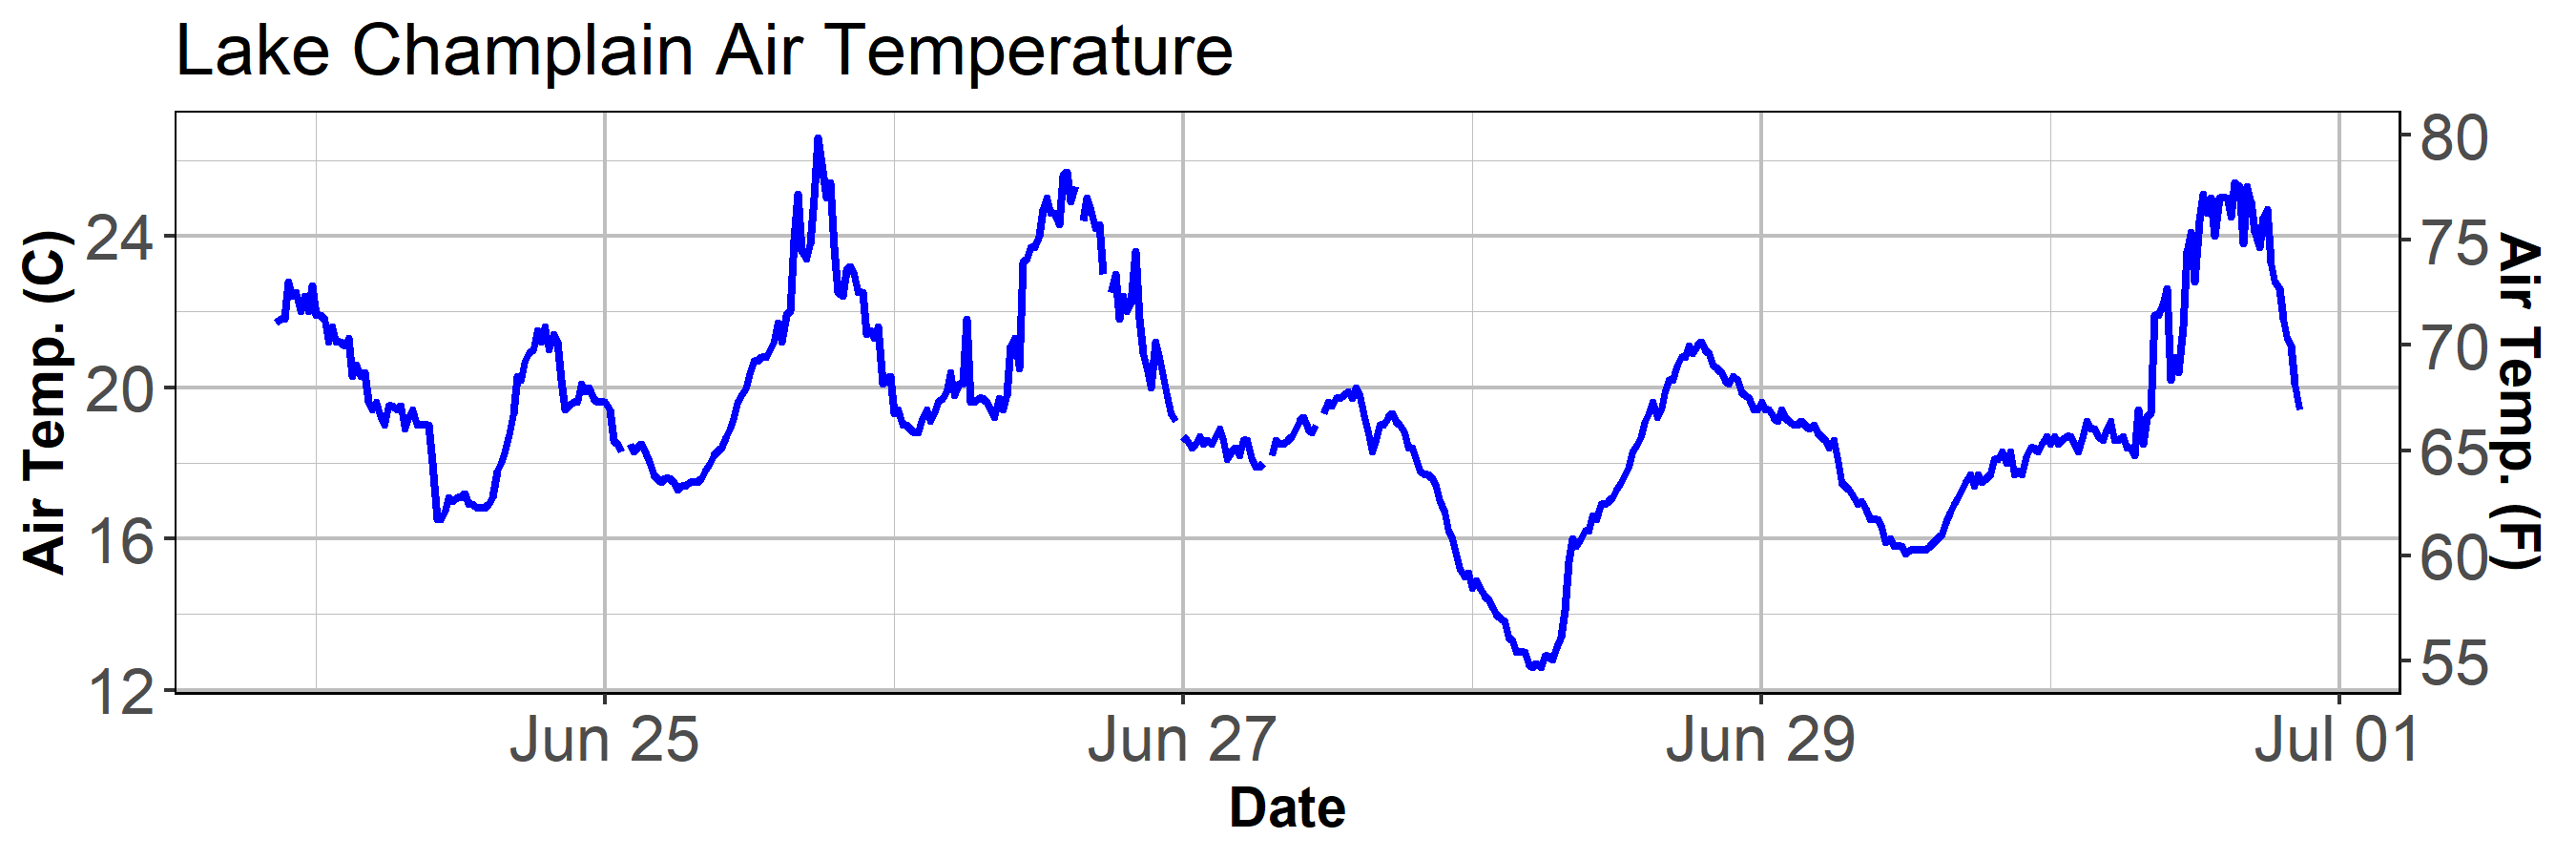 Lake Champlain Air Temperature
Air Temp. (C)
24
20
16
12
80
75
70
65
60
55
Air Temp. (F)
Jun 25
Jun 27
Jun 29
Jul 01
Date